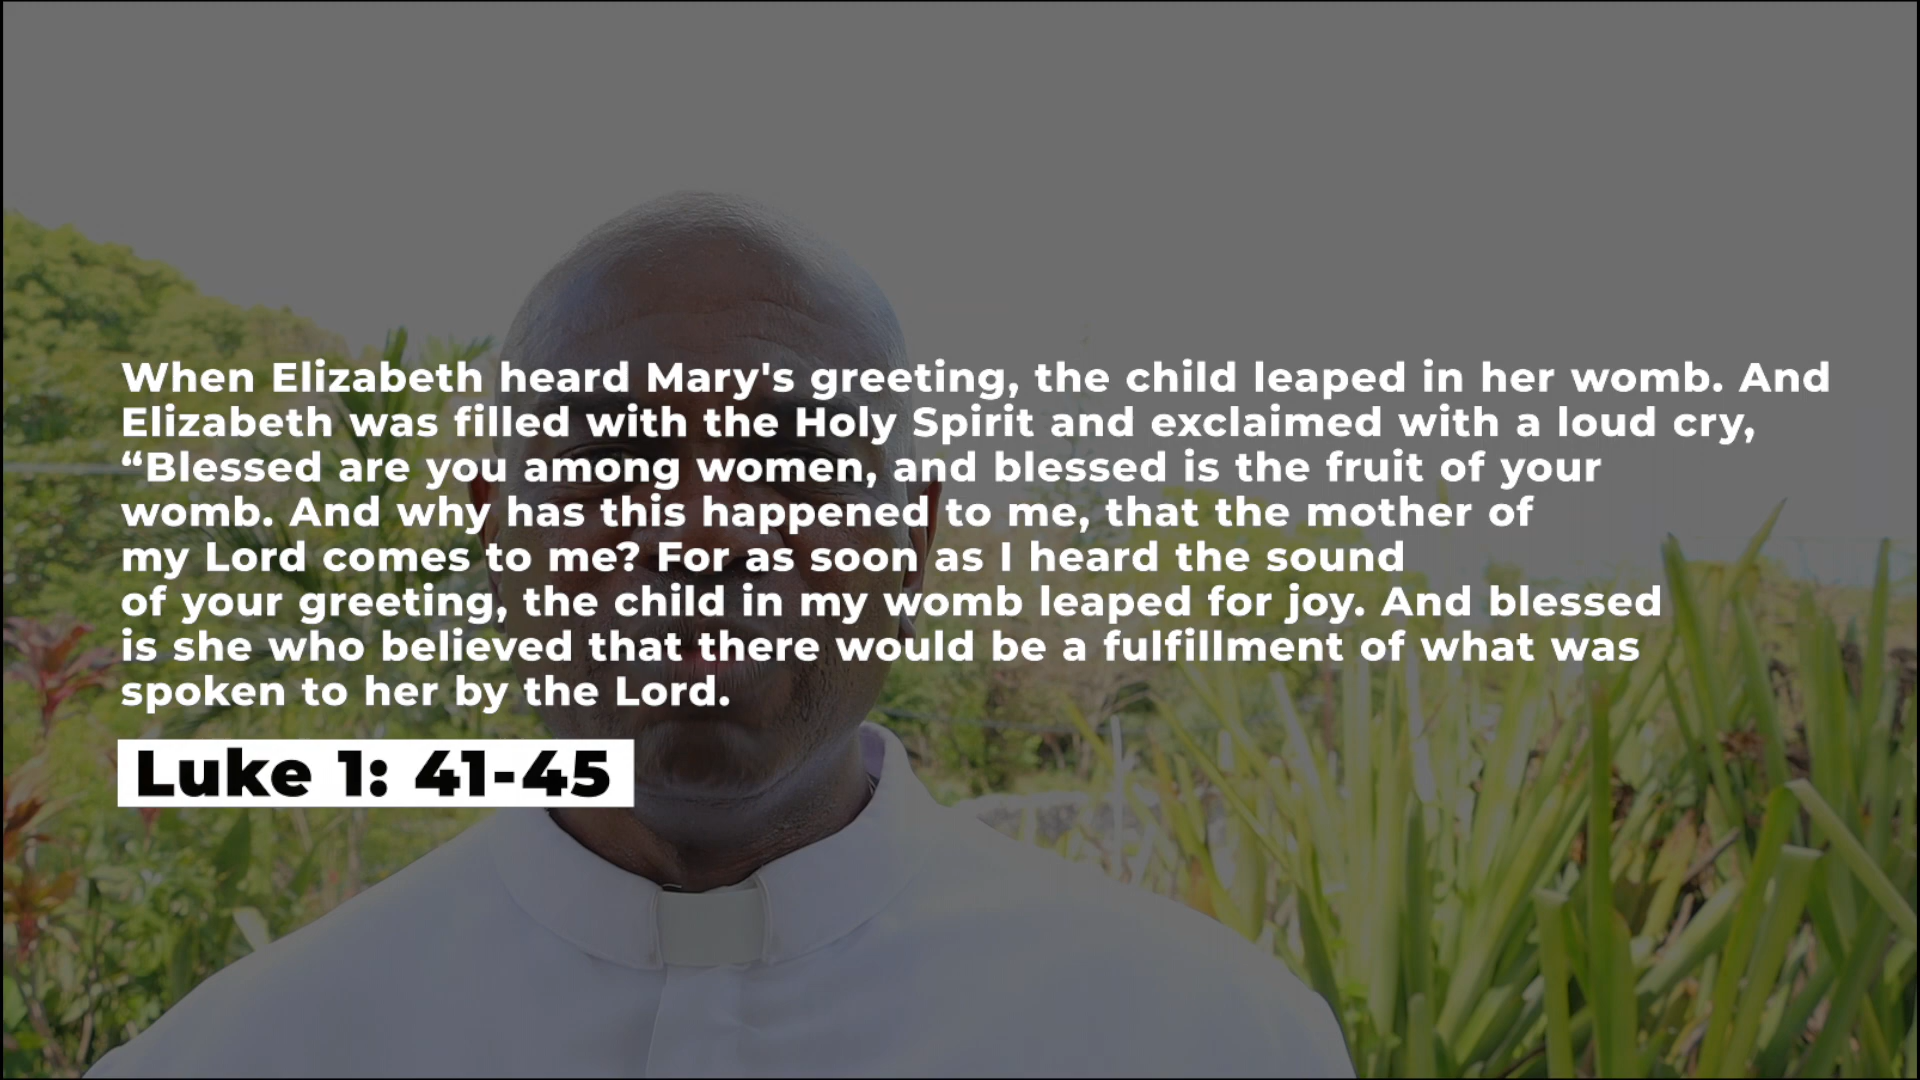 When Elizabeth heard Mary's greeting, the child leaped in her womb. And
Elizabeth was filled with the Holy Spirit and exclaimed with a loud cry,
“Blessed are you among women, and blessed is the fruit of your
womb. And why has this happened to me, that the mother of
my Lord comes to me? For as soon as I heard the sound
of your greeting, the child in my womb leaped for joy. And blessed
is she who believed that there would be a fulfillment of what was
spoken to her by the Lord.
Luke 1: 41-45